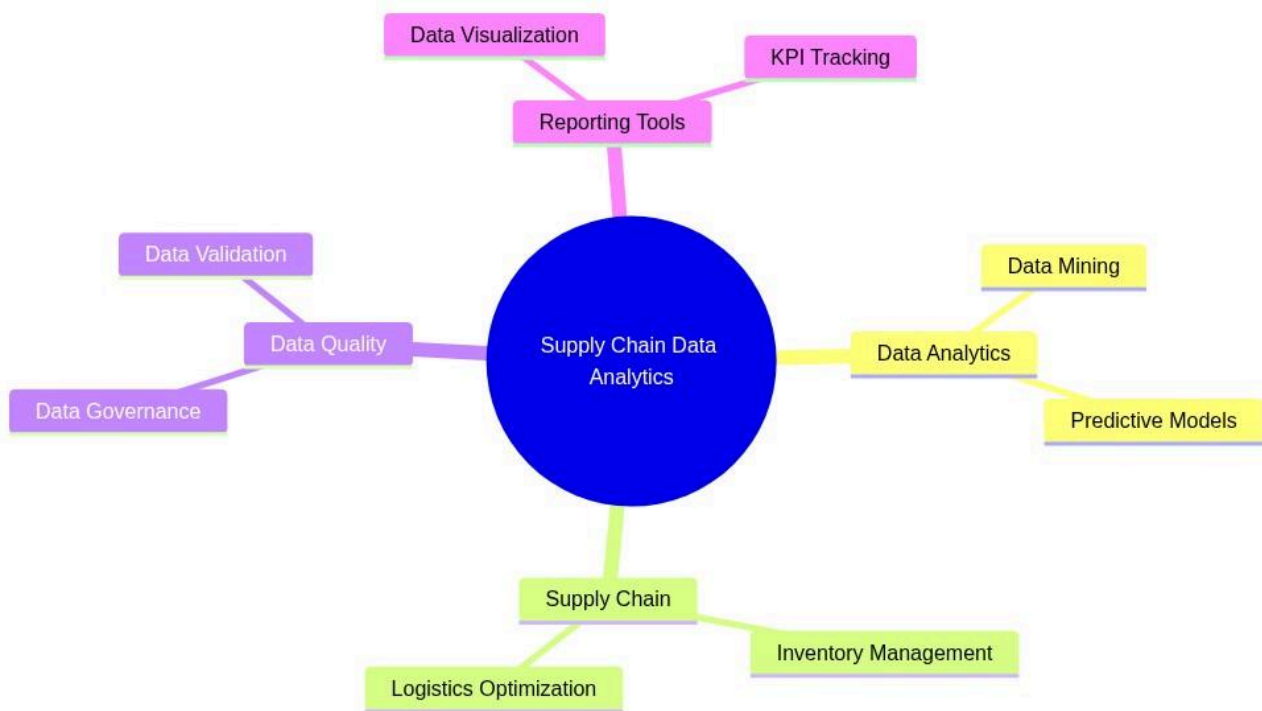 Data Visualization
KPI Tracking
Reporting Tools
Data Validation
Data Mining
Data Quality
Supply Chain Data
Analytics
Data Analytics
Data Governance
Predictive Models
Supply Chain
Inventory Management
Logistics Optimization